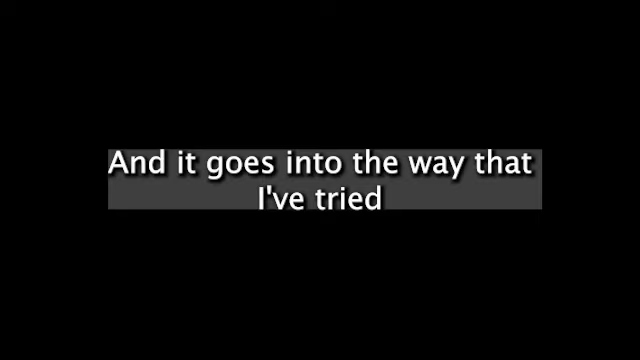 And it goes into the way that
I've tried